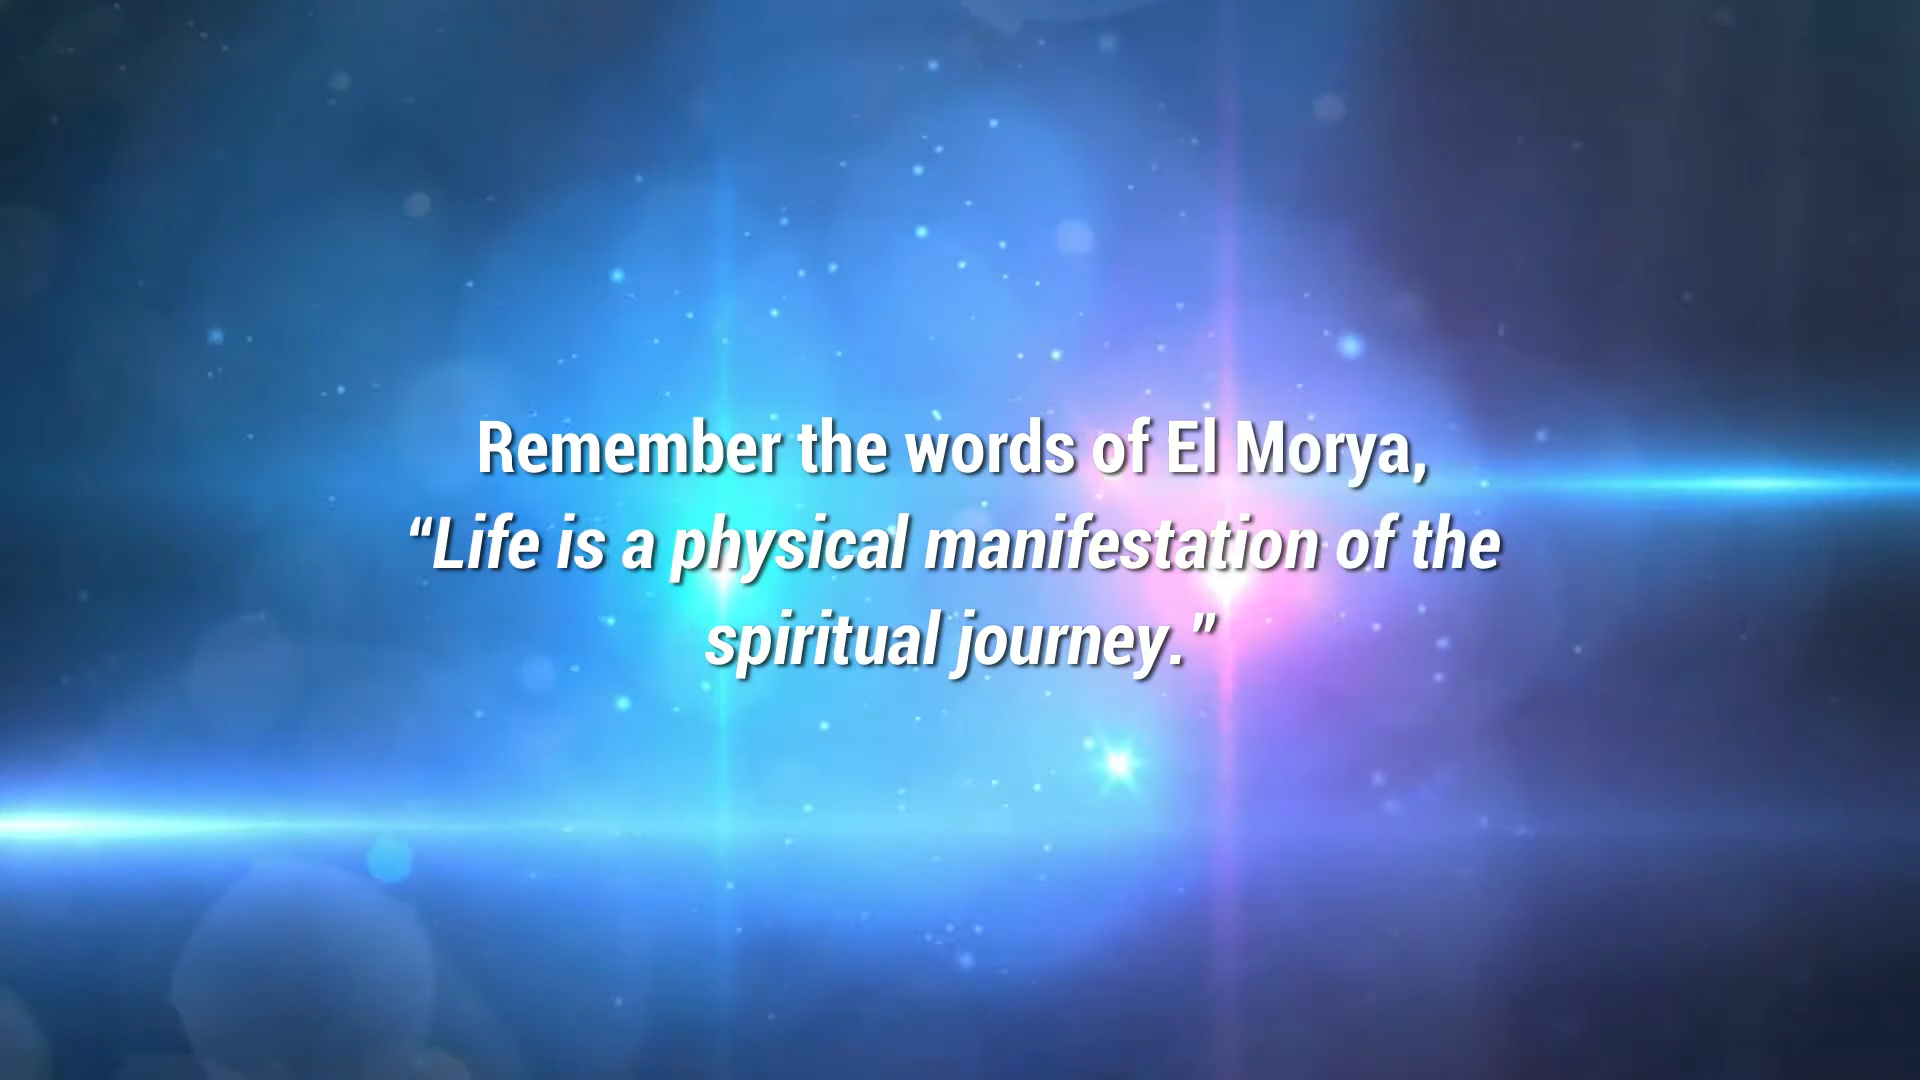 Remember the words of El Morya,
“Life is a physical manifestation of the
spiritual journey.”